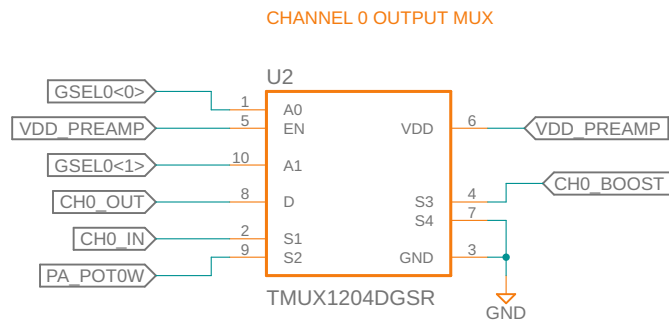 CHANNEL 0 OUTPUT MUX
U2
GSEL0<0>
1
A0
VDD_PREAMP
5
EN
VDD
6
VDD_PREAMP
GSEL0<1>
10
A1
CH0_OUT
8
D
S3
4
CH0_BOOST
S4
7
CH0_IN
2
S1
PA_POT0W
9
S2
GND
3
TMUX1204DGSR
GND